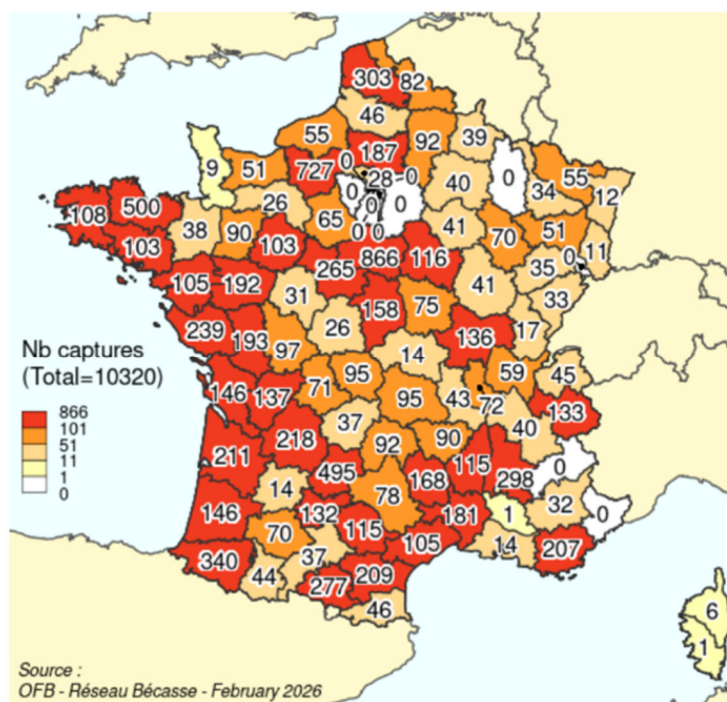 303 82
46
55 92 39
0 187
9 51 727 28 0 40 0 34 55 12
0 0
26 0
108 500 38 90 65 41 70 51 11
103 103 0 0 0
105 192 265 866 116 35
31 158 75 41 33
239 193 97 26 136 17
14
146 137 71 95 95 43 72 59 45
37 40 133
211 218 92 90 115 298 0
495 168
14 78 32 0
146 132 115 181 1
70 105 14 207
340 44 37
277 209
46
6
1
Nb captures
(Total=10320)
866
101
51
11
1
0
Source :
OFB - Réseau Bécasse - February 2026